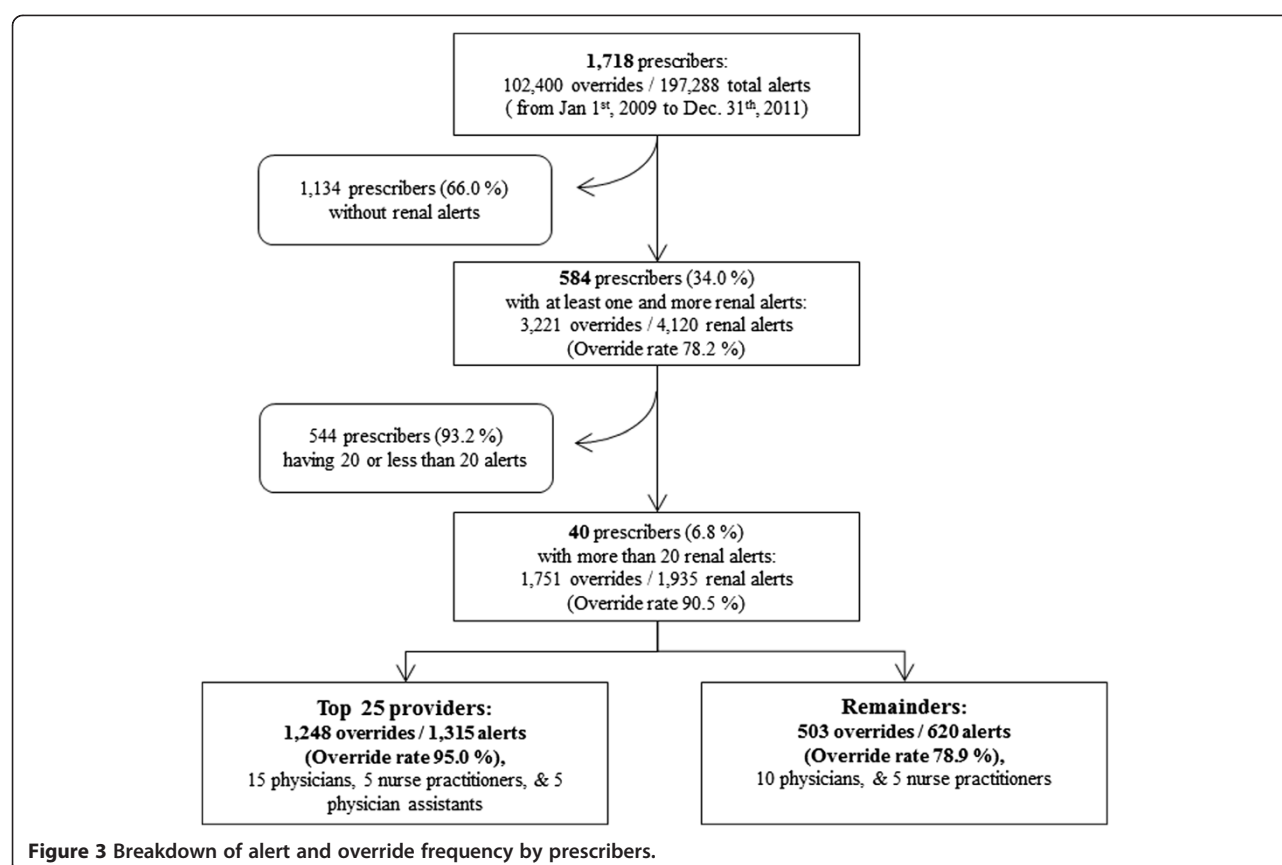 1,718 prescribers:
102,400 overrides / 197,288 total alerts
( from Jan 1st, 2009 to Dec. 31th, 2011)
1,134 prescribers (66.0 %)
without renal alerts
584 prescribers (34.0 %)
with at least one and more renal alerts:
3,221 overrides / 4,120 renal alerts
(Override rate 78.2 %)
544 prescribers (93.2 %)
having 20 or less than 20 alerts
40 prescribers (6.8 %)
with more than 20 renal alerts:
1,751 overrides / 1,935 renal alerts
(Override rate 90.5 %)
Top 25 providers:
1,248 overrides / 1,315 alerts
(Override rate 95.0 %),
15 physicians, 5 nurse practitioners, & 5
physician assistants
Remainders:
503 overrides / 620 alerts
(Override rate 78.9 %),
10 physicians, & 5 nurse practitioners
Figure 3 Breakdown of alert and override frequency by prescribers.